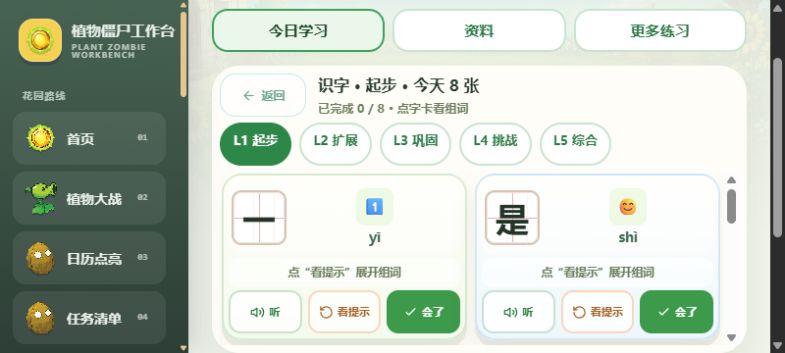 植物僵尸工作台
PLANT ZOMBIE
WORKBENCH
花园路线
首页 01
植物大战 02
日历点亮 03
任务清单 04
今日学习 资料 更多练习
← 返回
识字 • 起步 • 今天 8 张
已完成 0 / 8 • 点字卡看组词
L1 起步 L2 扩展 L3 巩固 L4 挑战 L5 综合
一
1
yī
点“看提示”展开组词
听 看提示 会了
是
shì
点“看提示”展开组词
听 看提示 会了